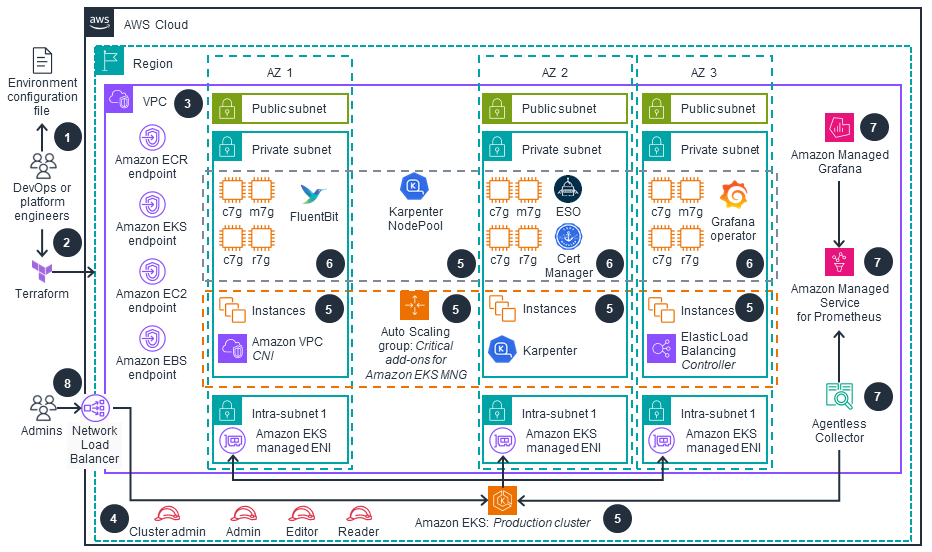 aws
AWS Cloud
Region
Environment
configuration
file
1
DevOps or
platform
engineers
2
Terraform
8
Admins
Network
Load
Balancer
VPC
3
Amazon ECR
endpoint
Amazon EKS
endpoint
Amazon EC2
endpoint
Amazon EBS
endpoint
AZ 1
Public subnet
Private subnet
c7g
m7g
FluentBit
c7g
r7g
6
Instances
5
Amazon VPC
CNI
Intra-subnet 1
Amazon EKS
managed ENI
Karpenter
NodePool
5
5
Auto Scaling
group: Critical
add-ons for
Amazon EKS MNG
AZ 2
Public subnet
Private subnet
c7g
m7g
ESO
c7g
r7g
Cert
Manager
6
Instances
5
Karpenter
Intra-subnet 1
Amazon EKS
managed ENI
AZ 3
Public subnet
Private subnet
c7g
m7g
Grafana
operator
c7g
r7g
6
Instances
5
Elastic Load
Balancing
Controller
Intra-subnet 1
Amazon EKS
managed ENI
7
Amazon Managed
Grafana
7
Amazon Managed
Service
for Prometheus
7
Agentless
Collector
4
Cluster admin
Admin
Editor
Reader
Amazon EKS: Production cluster
5